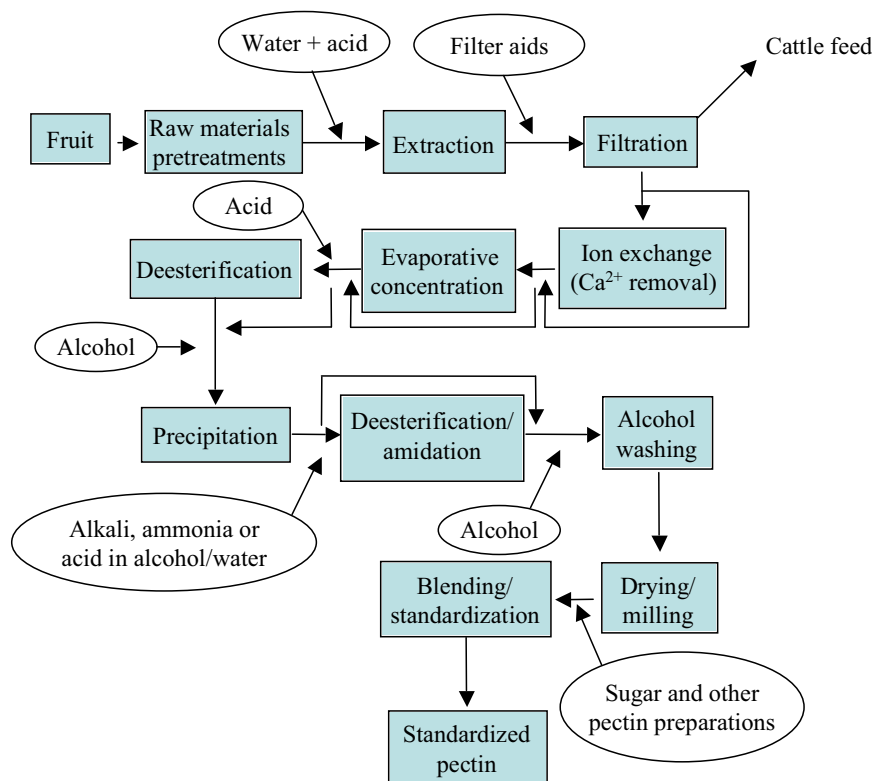 Water + acid
Filter aids
Cattle feed
Fruit
Raw materials
pretreatments
Extraction
Filtration
Acid
Deesterification
Evaporative
concentration
Ion exchange
(Ca²⁺ removal)
Alcohol
Precipitation
Deesterification/
amidation
Alcohol
washing
Alkali, ammonia or
acid in alcohol/water
Alcohol
Blending/
standardization
Drying/
milling
Sugar and other
pectin preparations
Standardized
pectin